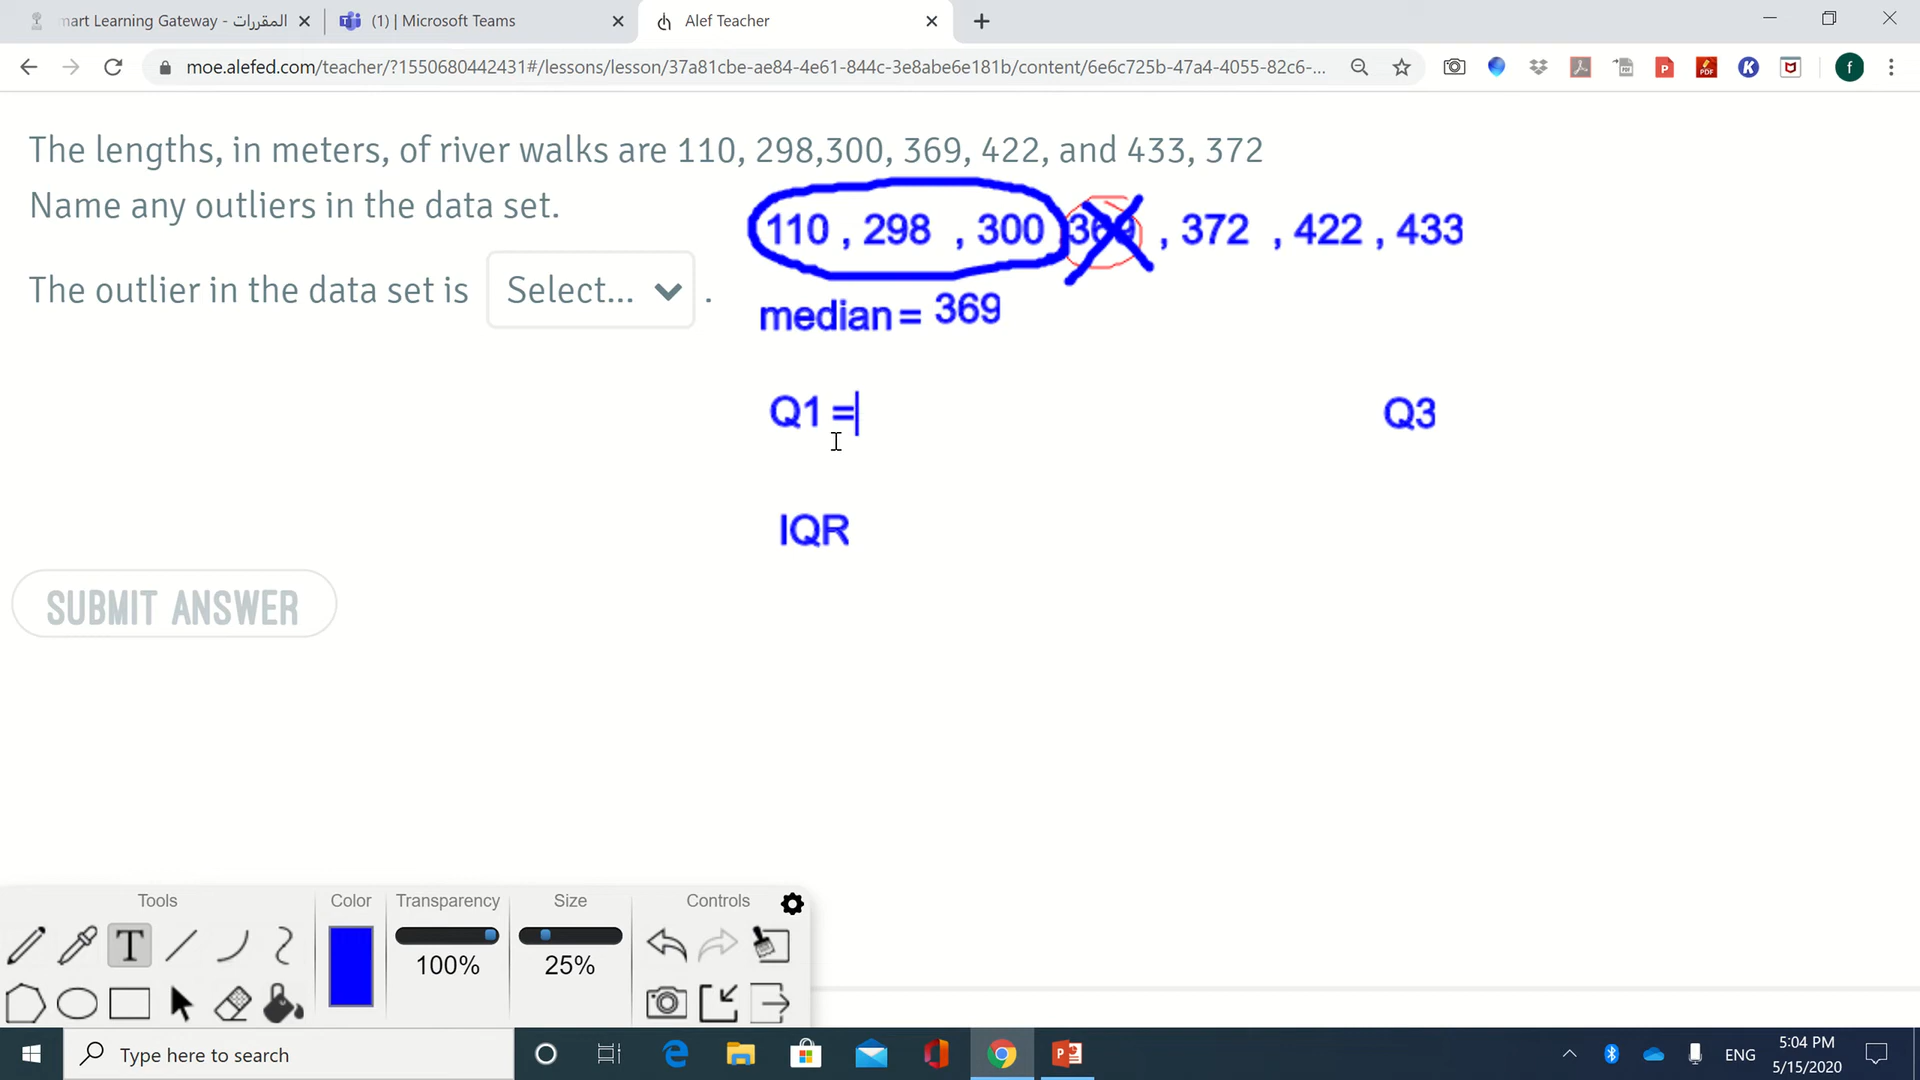 mart Learning Gateway - المقررات
(1) | Microsoft Teams
Alef Teacher
moe.alefed.com/teacher/?1550680442431#/lessons/lesson/37a81cbe-ae84-4e61-844c-3e8abe6e181b/content/6e6c725b-47a4-4055-82c6-...
f
The lengths, in meters, of river walks are 110, 298,300, 369, 422, and 433, 372
Name any outliers in the data set.
110 , 298 , 300 369 , 372 , 422 , 433
The outlier in the data set is Select... .
median = 369
Q1 = Q3
IQR
SUBMIT ANSWER
Tools Color Transparency Size Controls
T
100% 25%
Type here to search
ENG
5:04 PM
5/15/2020